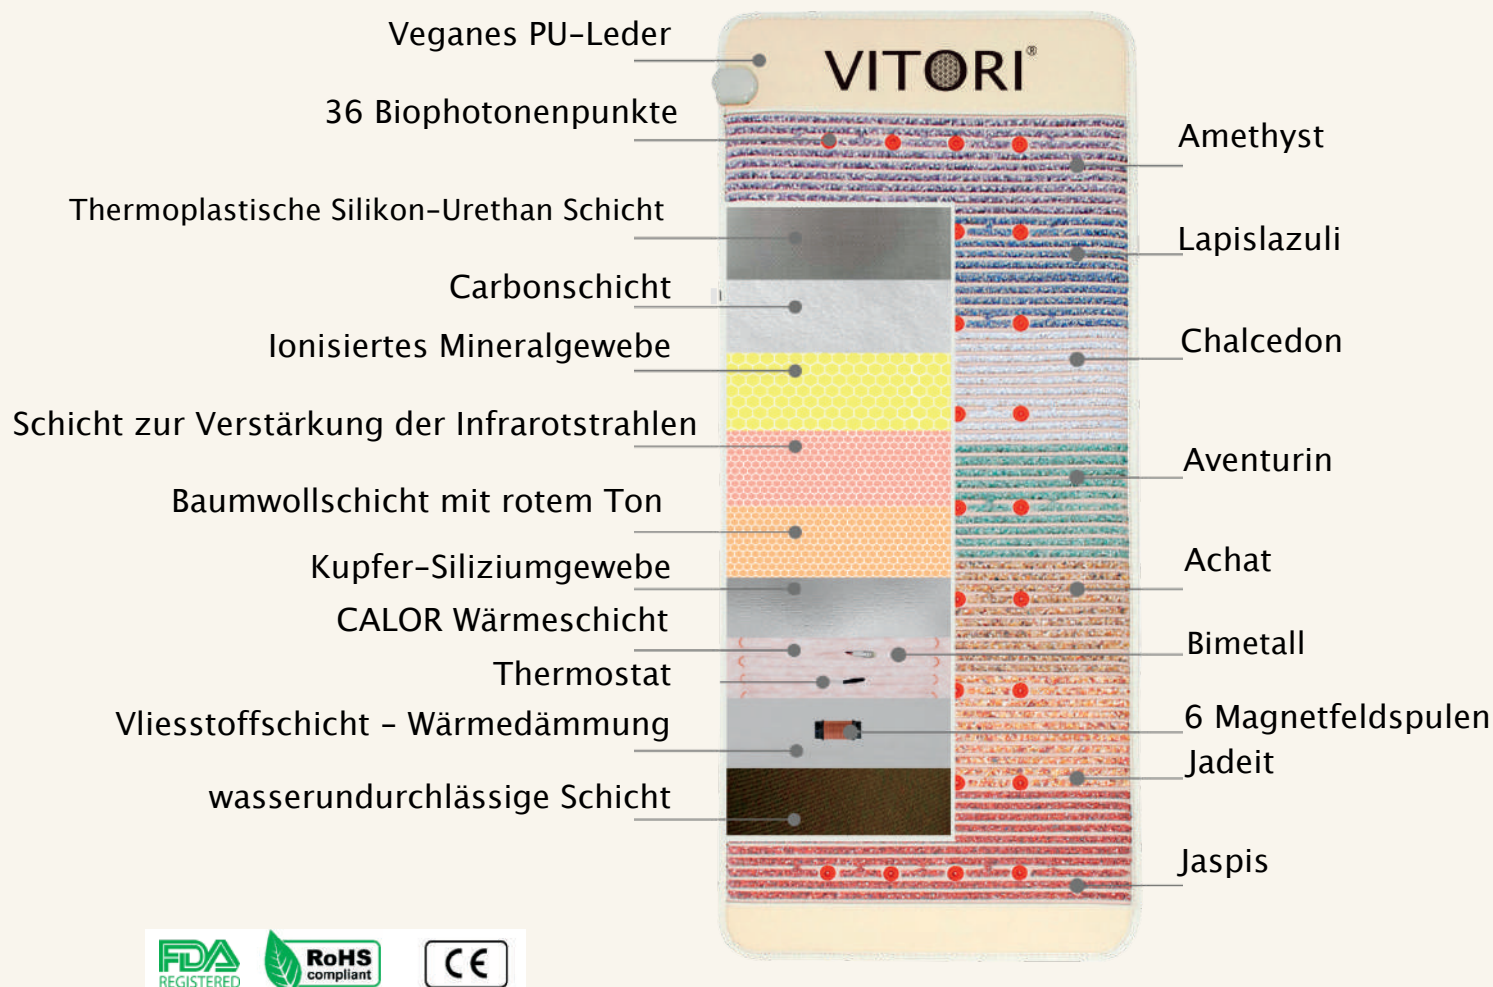 VITORI®
Veganes PU-Leder
36 Biophotonenpunkte
Thermoplastische Silikon-Urethan Schicht
Carbonschicht
Ionisiertes Mineralgewebe
Schicht zur Verstärkung der Infrarotstrahlen
Baumwollschicht mit rotem Ton
Kupfer-Siliziumgewebe
CALOR Wärmeschicht
Thermostat
Vliesstoffschicht - Wärmedämmung
wasserundurchlässige Schicht
Amethyst
Lapislazuli
Chalcedon
Aventurin
Achat
Bimetall
6 Magnetfeldspulen
Jadeit
Jaspis
FDA
REGISTERED
RoHS
compliant
CE